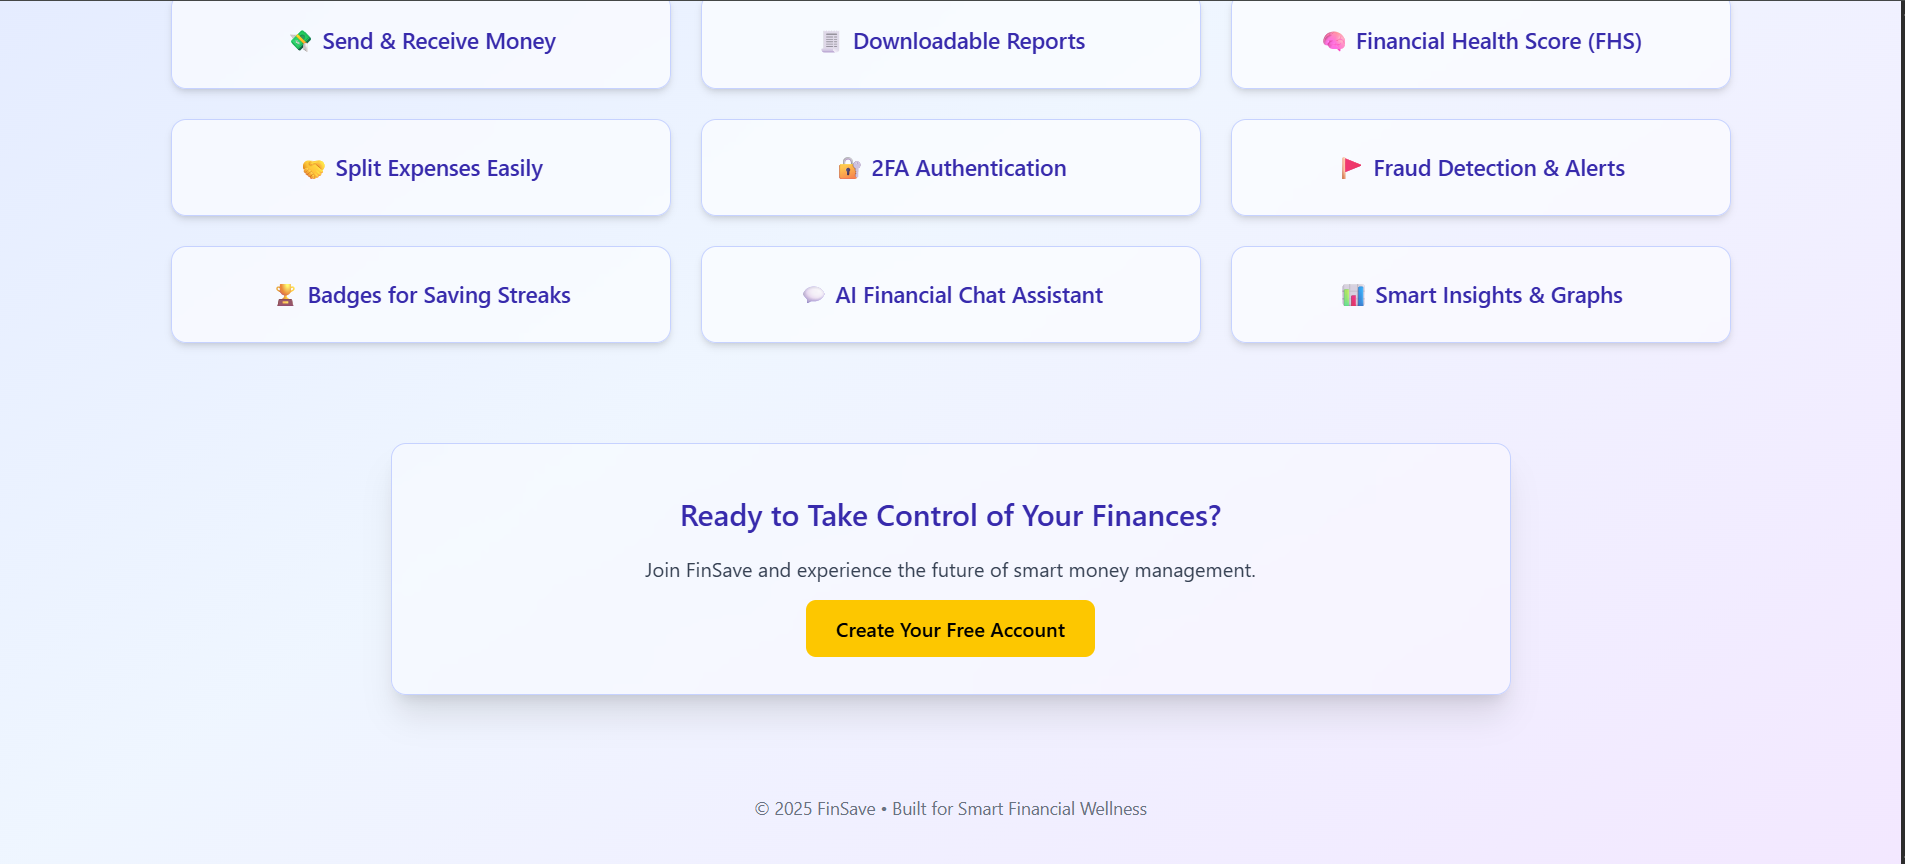 💸 Send & Receive Money
🧾 Downloadable Reports
🧠 Financial Health Score (FHS)
🤝 Split Expenses Easily
🔐 2FA Authentication
🚩 Fraud Detection & Alerts
🏆 Badges for Saving Streaks
💬 AI Financial Chat Assistant
📊 Smart Insights & Graphs
Ready to Take Control of Your Finances?
Join FinSave and experience the future of smart money management.
Create Your Free Account
© 2025 FinSave • Built for Smart Financial Wellness